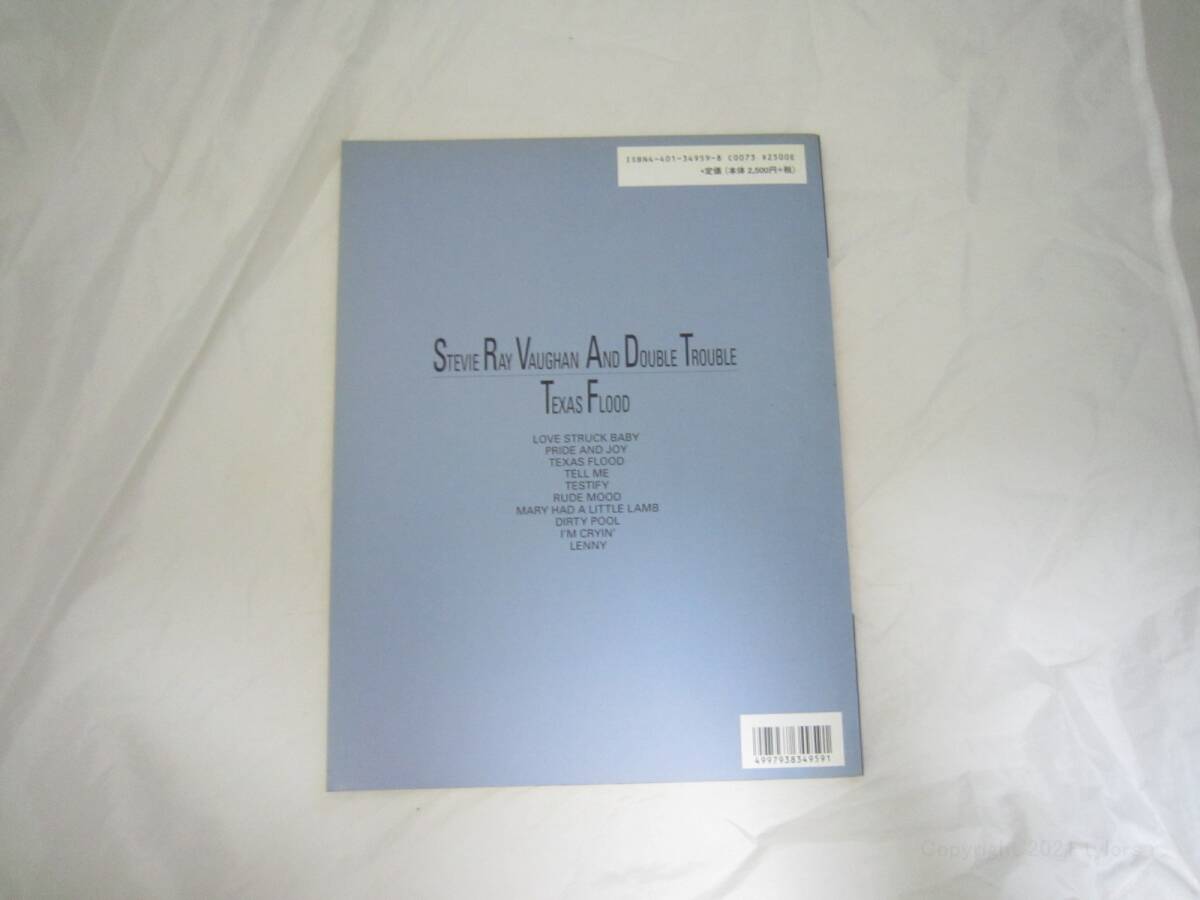 ISBN4-401-34959-8 C0073 ¥2500E
•定価（本体 2,500円+税）
STEVIE RAY VAUGHAN AND DOUBLE TROUBLE
TEXAS FLOOD
LOVE STRUCK BABY
PRIDE AND JOY
TEXAS FLOOD
TELL ME
TESTIFY
RUDE MOOD
MARY HAD A LITTLE LAMB
DIRTY POOL
I'M CRYIN'
LENNY
4997938349591